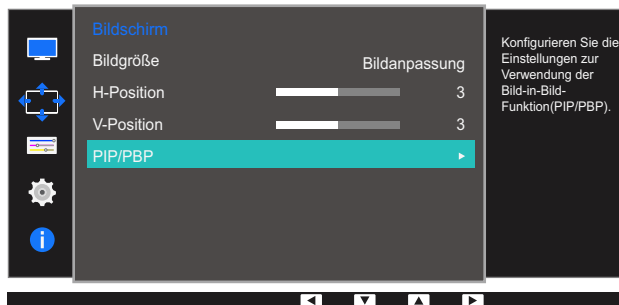 Bildschirm
Bildgröße Bildanpassung
H-Position 3
V-Position 3
PIP/PBP
Konfigurieren Sie die
Einstellungen zur
Verwendung der
Bild-in-Bild-
Funktion(PIP/PBP).